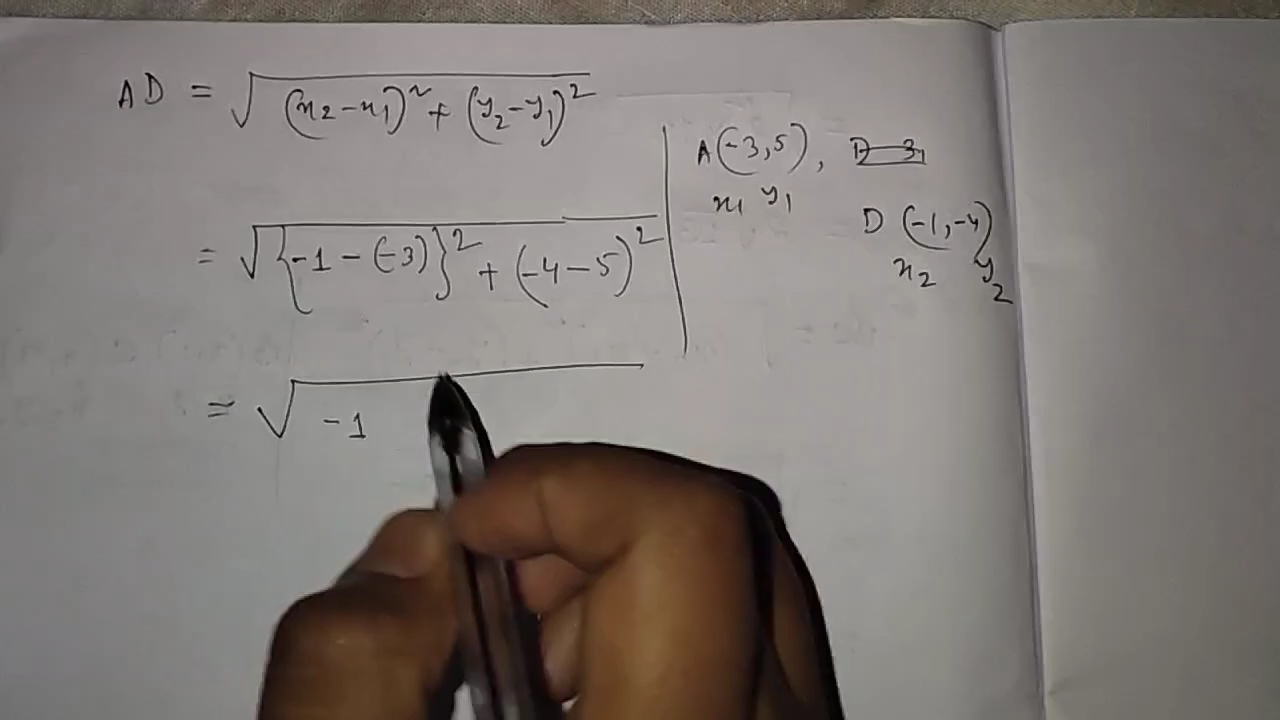 AD = √(x₂-x₁)² + (y₂-y₁)²
A(-3,5),
x₁ y₁
D (-1,-4)
x₂ y₂
= √{-1-(-3)}² + (-4-5)²
= √-1